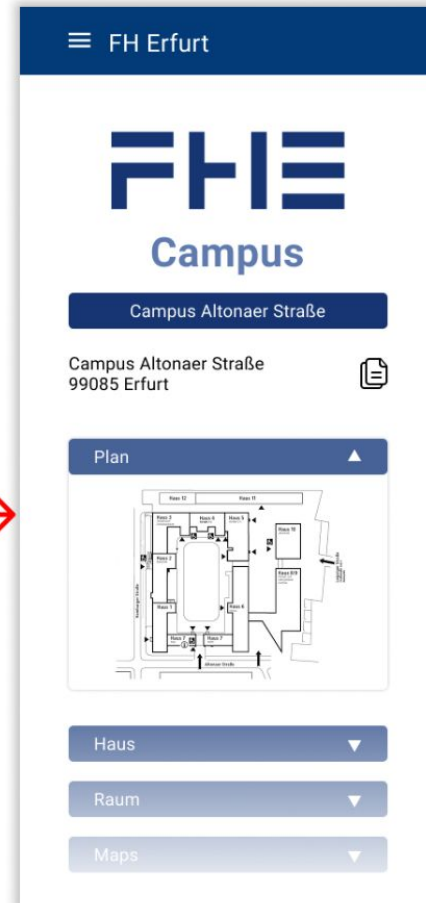 FH Erfurt
FHE
Campus
Campus Altonaer Straße
Campus Altonaer Straße
99085 Erfurt
Plan
Haus 12
Haus 11
Haus 3
Haus 4
Haus 5
Haus 10
Haus 2
Haus 1
Haus 6
Haus 7
Haus 7
Altonaer Straße
Haus
Raum
Maps